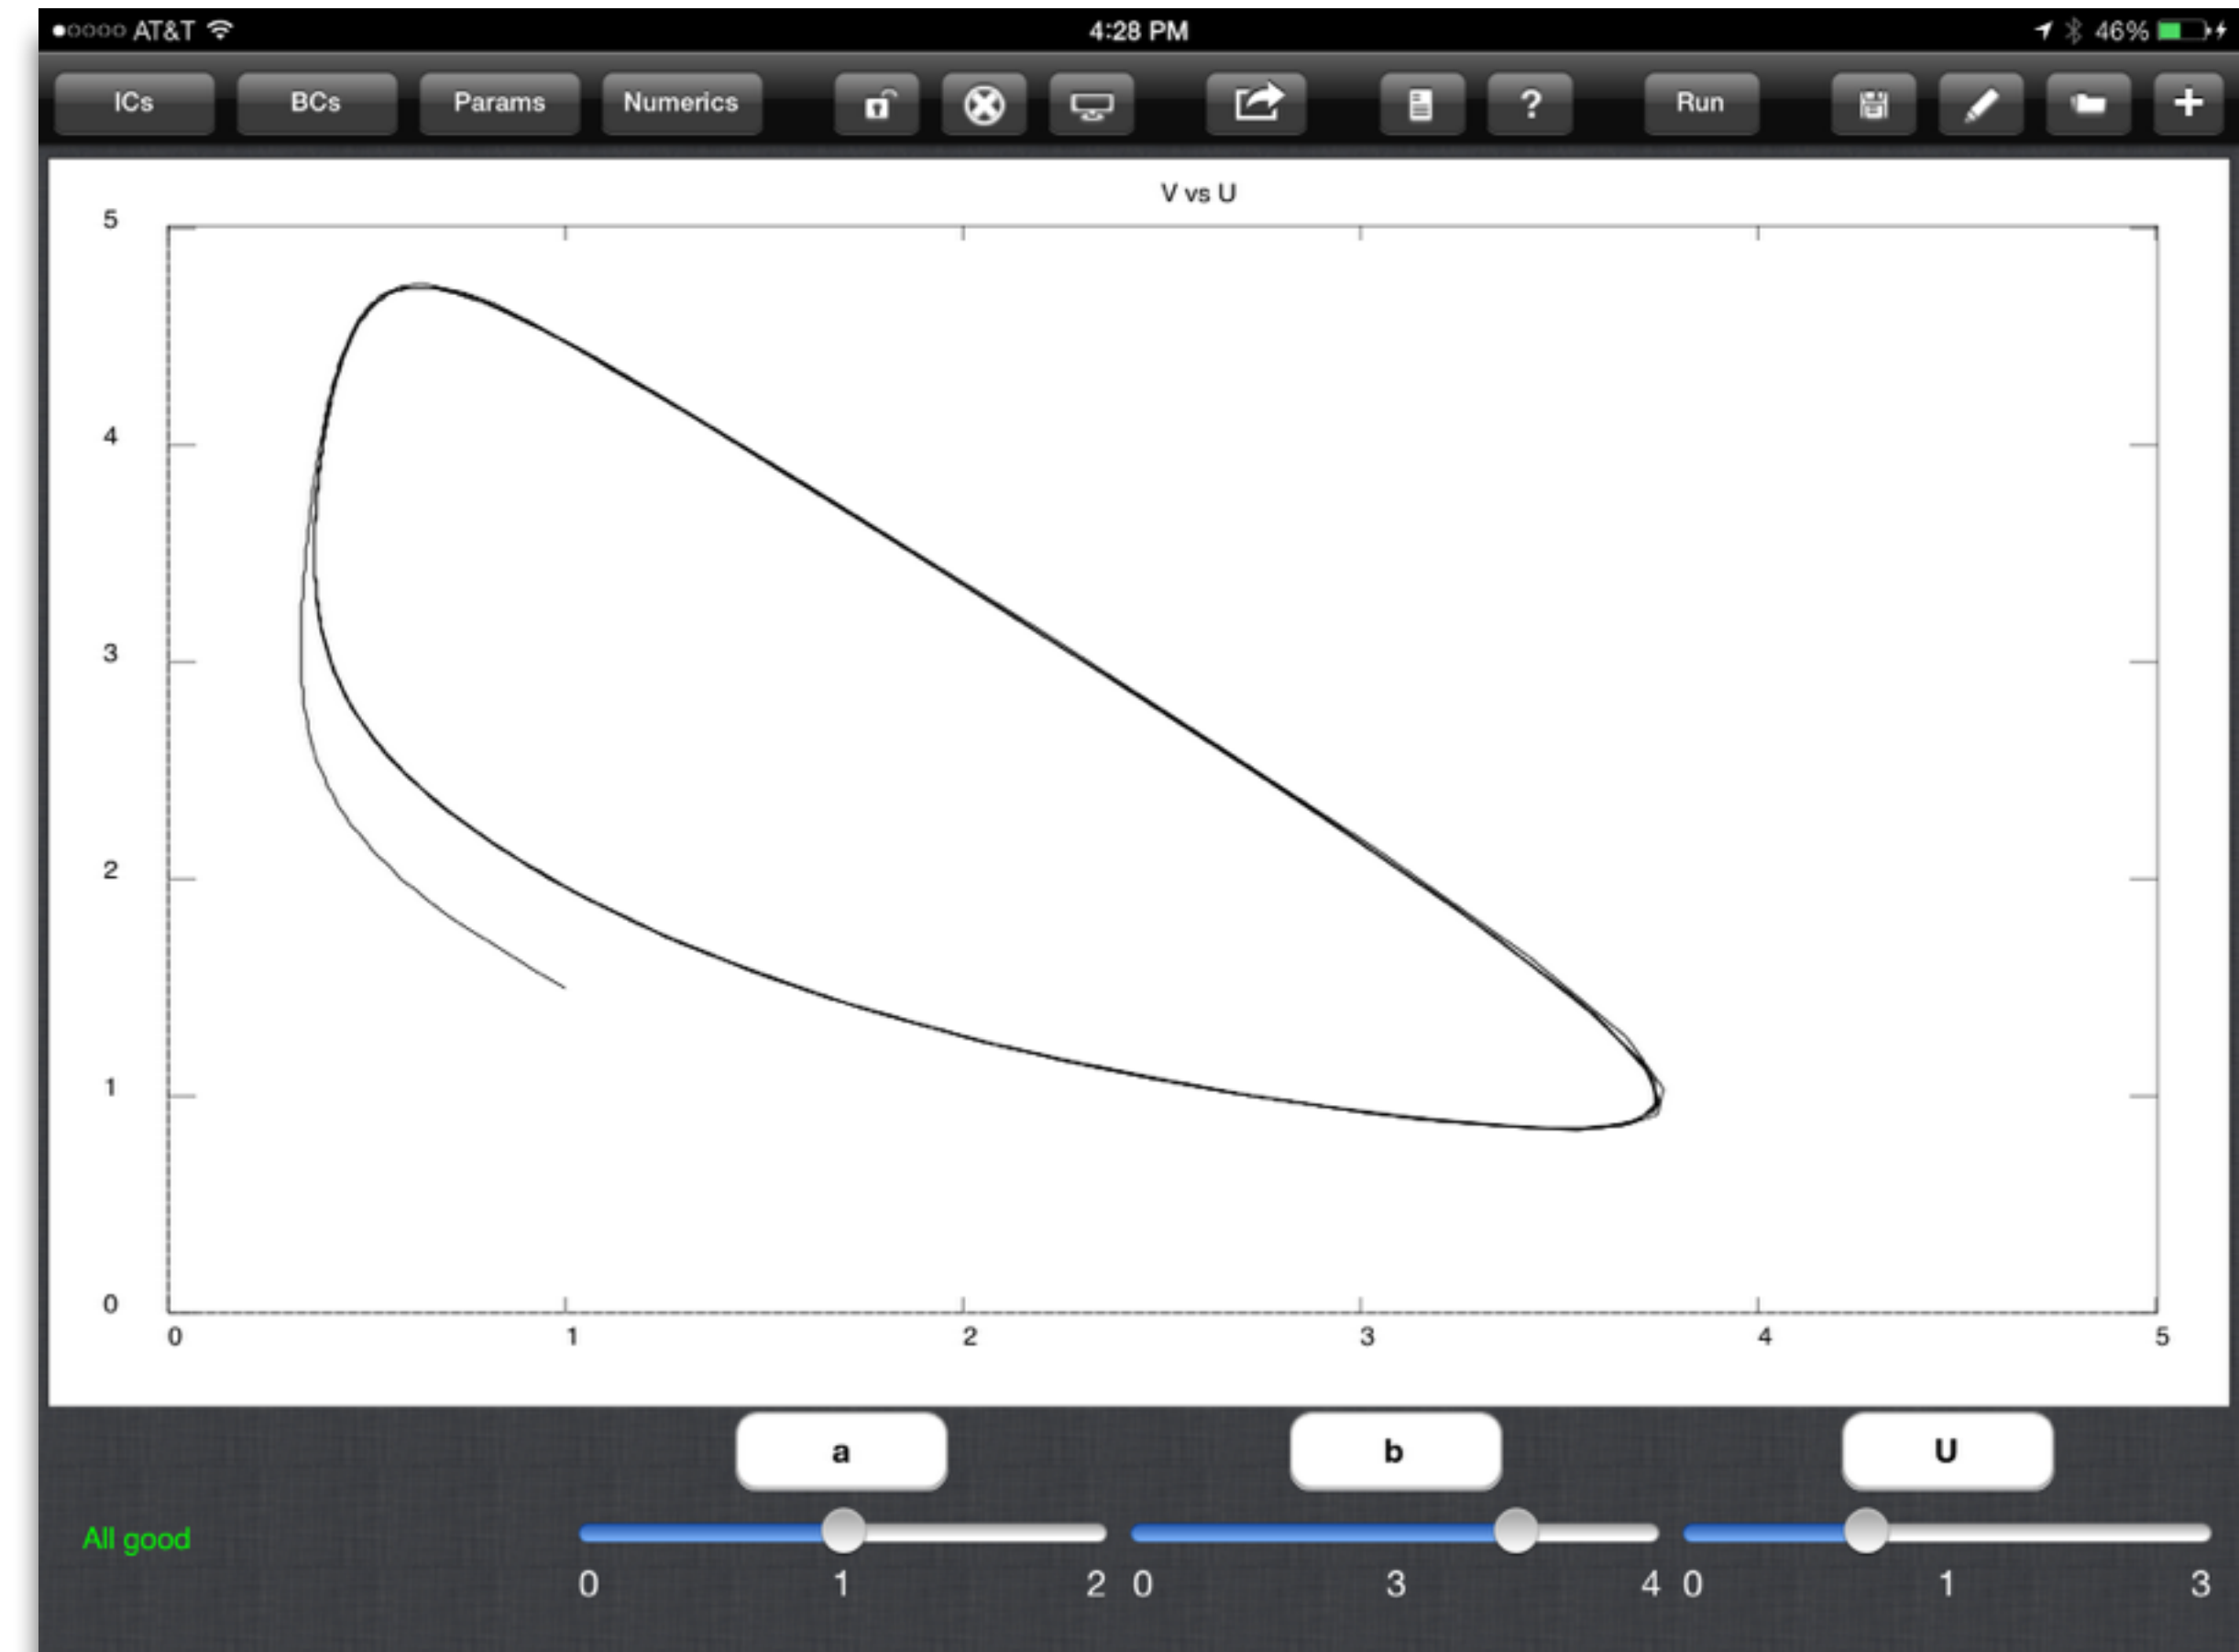 AT&T 4:28 PM 46%
ICs BCs Params Numerics ? Run +
V vs U
5
4
3
2
1
0
0 1 2 3 4 5
a b U
All good
0 1 2 0 3 4 0 1 3